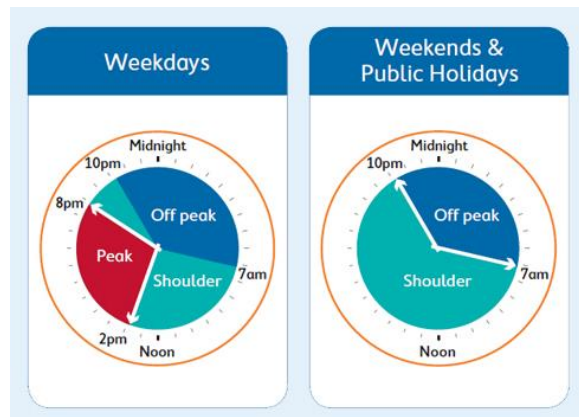 Weekdays
Midnight
10pm
8pm
Off peak
Peak
Shoulder
7am
2pm
Noon
Weekends &
Public Holidays
Midnight
10pm
Off peak
Shoulder
7am
Noon